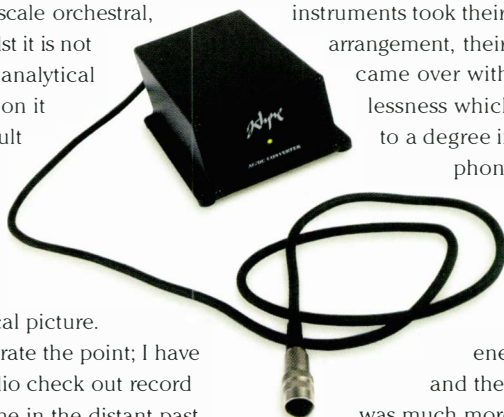 scale orchestral,
st it is not
analytical
on it
ult
cal picture.
rate the point; I have
dio check out record
ne in the distant past
instruments took their
arrangement, their
came over with
lessness which
to a degree i
phon
ene
and the
was much mor
AC/DC CONVERTER